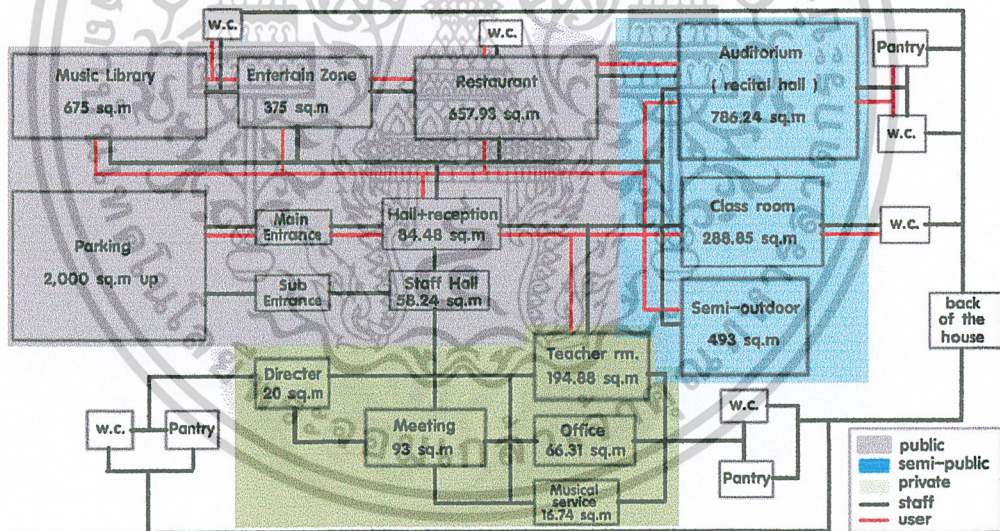 w.c.
w.c.
Music Library
675 sq.m
Entertain Zone
375 sq.m
Restaurant
657.93 sq.m
Auditorium
( recital hall )
786.24 sq.m
Pantry
w.c.
Parking
2,000 sq.m up
Main
Entrance
Hall+reception
84.48 sq.m
Class room
288.85 sq.m
w.c.
Sub
Entrance
Staff Hall
58.24 sq.m
Semi-outdoor
493 sq.m
back
of the
house
Directer
20 sq.m
Teacher rm.
194.88 sq.m
w.c.
Pantry
Meeting
93 sq.m
Office
66.31 sq.m
w.c.
Pantry
Musical
service
16.74 sq.m
public
semi-public
private
staff
user